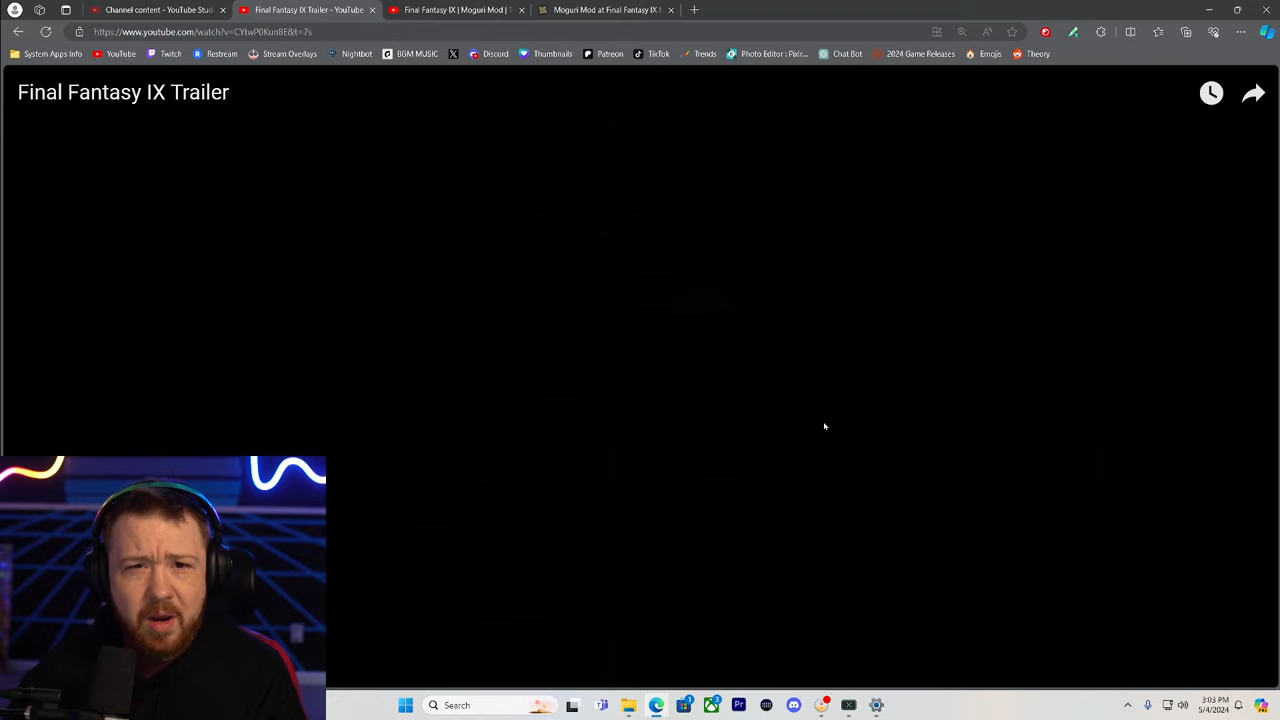 Channel content - YouTube Stud
Final Fantasy IX Trailer - YouTube
Final Fantasy IX | Moguri Mod | T
Moguri Mod at Final Fantasy I
https://www.youtube.com/watch?v=CYtwP0Kun8E&t=7s
System Apps Info
YouTube
Twitch
Restream
Stream Overlays
Nightbot
BGM MUSIC
Discord
Thumbnails
Patreon
TikTok
Trends
Photo Editor : Pixlr...
Chat Bot
2024 Game Releases
Emojis
Theory
Final Fantasy IX Trailer
Search
3:03 PM
5/4/2024